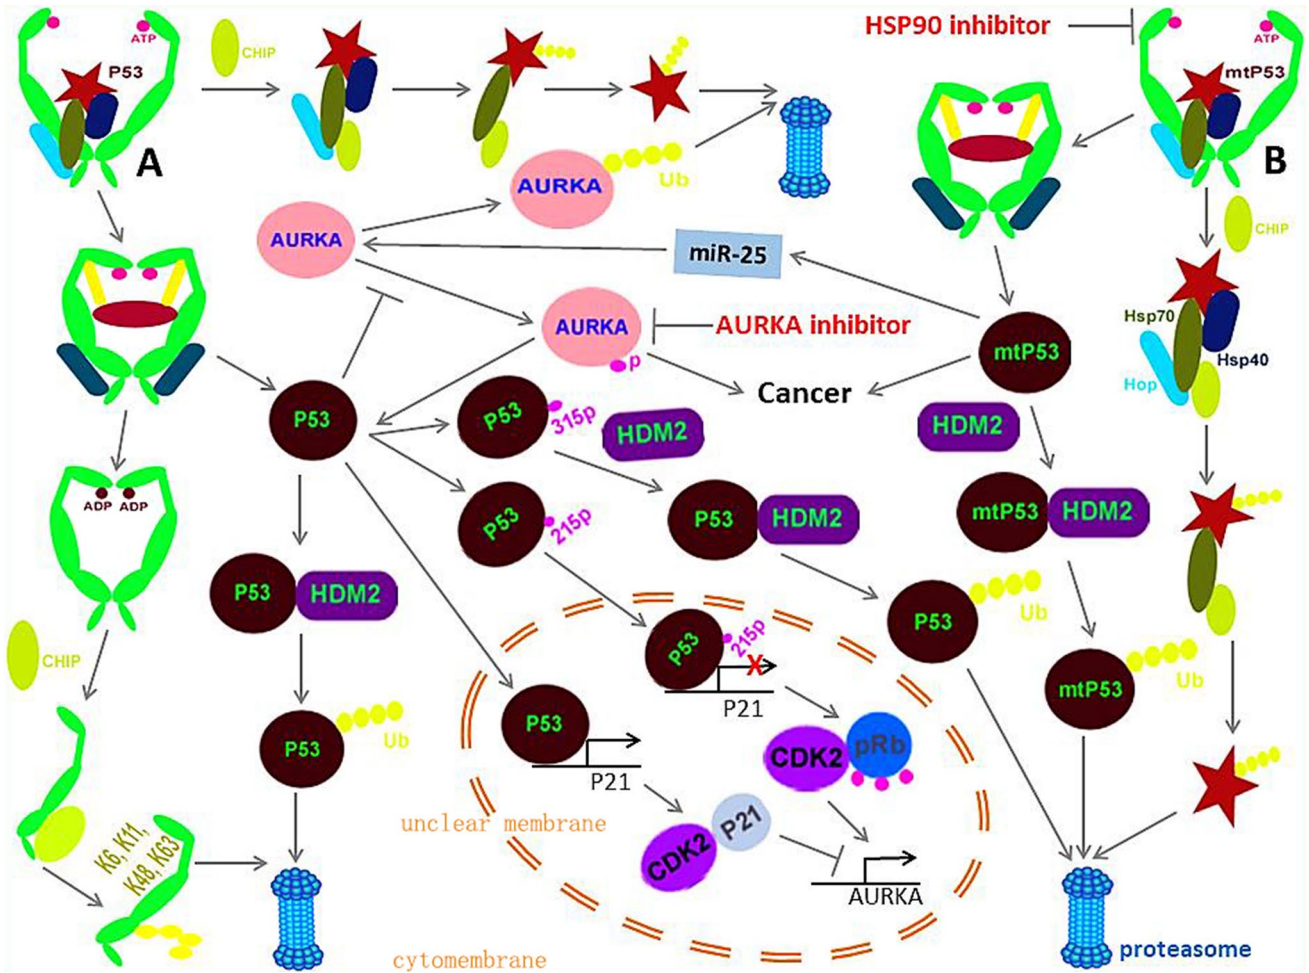 HSP90 inhibitor
ATP
P53
CHIP
A
ATP
mtP53
B
AURKA
Ub
AURKA
miR-25
CHIP
AURKA
p
AURKA inhibitor
Cancer
mtP53
Hsp70
Hsp40
Hop
P53
P53
315p
HDM2
HDM2
ADP ADP
P53
215p
P53
HDM2
mtP53
HDM2
P53
HDM2
P53
Ub
CHIP
P53
215p
P21
mtP53
Ub
P53
Ub
P53
P21
CDK2
pRb
K6, K11,
K48, K63
unclear membrane
CDK2
P21
AURKA
cytomembrane
proteasome